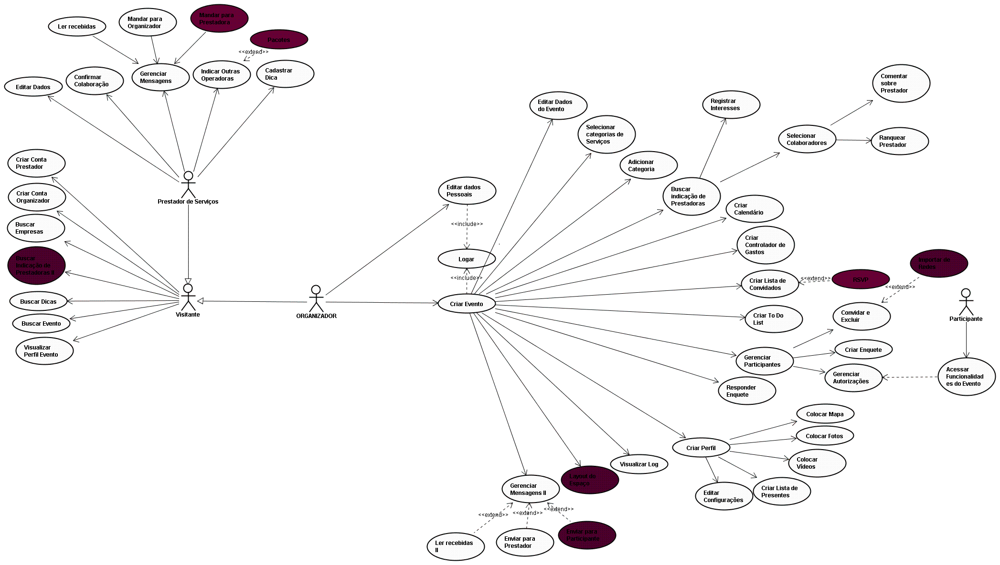 Ler recebidas
Mandar para
Organizador
Mandar para
Prestadora
Pacotes
<<extend>>
Editar Dados
Confirmar
Colaboração
Gerenciar
Mensagens
Indicar Outras
Operadoras
Cadastrar
Dica
Criar Conta
Prestador
Criar Conta
Organizador
Buscar
Empresas
Buscar
Indicação de
Prestadoras II
Buscar Dicas
Buscar Evento
Visualizar
Perfil Evento
Prestador de Serviços
Visitante
ORGANIZADOR
Editar dados
Pessoais
<<include>>
Logar
<<include>>
Criar Evento
Editar Dados
do Evento
Selecionar
categorias de
Serviços
Adicionar
Categoria
Buscar
indicação de
Prestadoras
Registrar
Interesses
Selecionar
Colaboradores
Comentar
sobre
Prestador
Ranquear
Prestador
Criar
Calendário
Criar
Controlador de
Gastos
Criar Lista de
Convidados
<<extend>>
RSVP
Importar de
Redes
<<extend>>
Criar To Do
List
Convidar e
Excluir
Participante
Gerenciar
Participantes
Criar Enquete
Gerenciar
Autorizações
Acessar
Funcionalidad
es do Evento
Responder
Enquete
Criar Perfil
Colocar Mapa
Colocar Fotos
Colocar
Vídeos
Criar Lista de
Presentes
Editar
Configurações
Visualizar Log
Layout do
Espaço
Gerenciar
Mensagens II
<<extend>>
<<extend>>
<<extend>>
Ler recebidas
II
Enviar para
Prestador
Enviar para
Participante